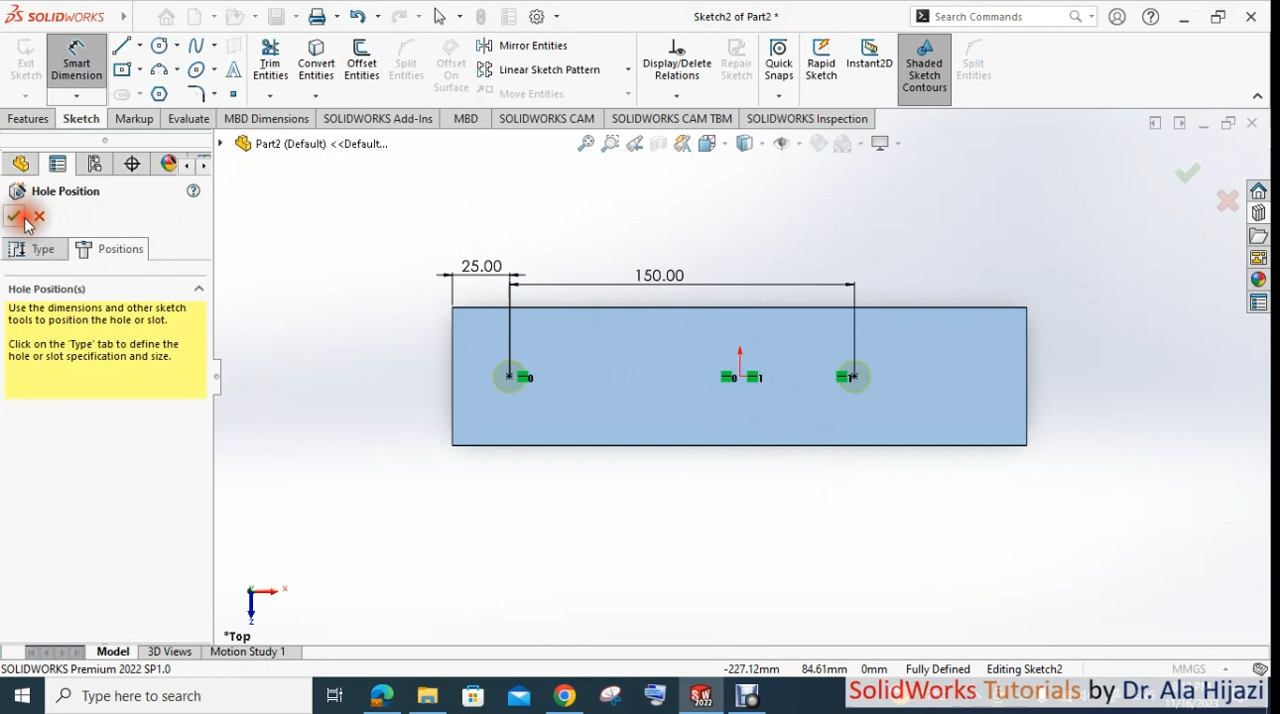 SOLIDWORKS
Sketch2 of Part2 *
Search Commands
Exit Sketch
Smart Dimension
Trim Entities
Convert Entities
Offset Entities
Split Entities
Offset On Surface
Mirror Entities
Linear Sketch Pattern
Move Entities
Display/Delete Relations
Repair Sketch
Quick Snaps
Rapid Sketch
Instant2D
Shaded Sketch Contours
Split Entities
Features
Sketch
Markup
Evaluate
MBD Dimensions
SOLIDWORKS Add-Ins
MBD
SOLIDWORKS CAM
SOLIDWORKS CAM TBM
SOLIDWORKS Inspection
Part2 (Default) <<Default...
Hole Position
Type
Positions
Hole Position(s)
Use the dimensions and other sketch
tools to position the hole or slot.
Click on the 'Type' tab to define the
hole or slot specification and size.
25.00
150.00
0
0
1
1
X
Z
*Top
Model
3D Views
Motion Study 1
SOLIDWORKS Premium 2022 SP1.0
-227.12mm
84.61mm
0mm
Fully Defined
Editing Sketch2
MMGS
Type here to search
SW
2022
SolidWorks Tutorials by Dr. Ala Hijazi